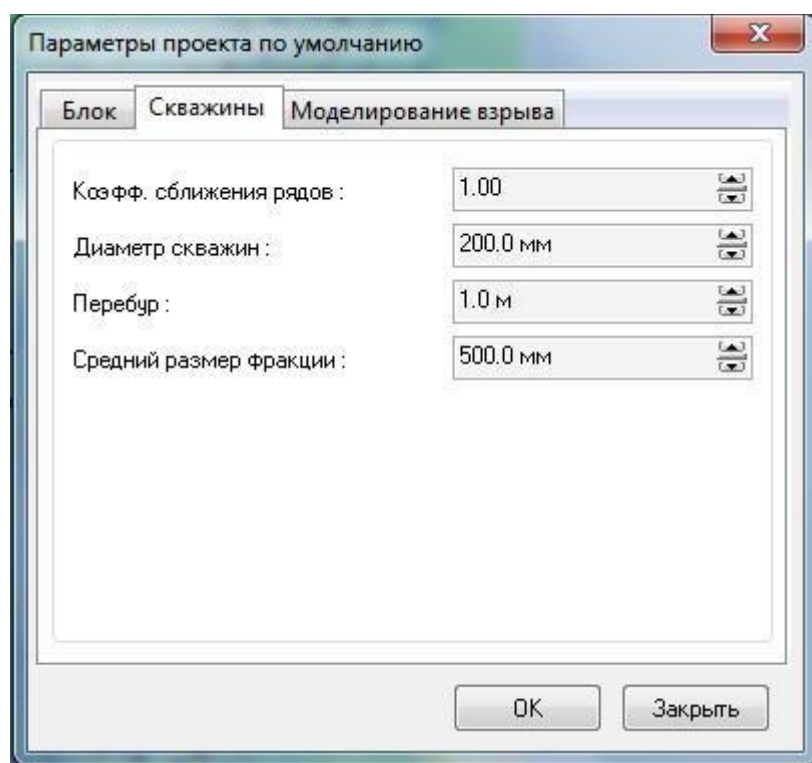 Параметры проекта по умолчанию
Блок
Скважины
Моделирование взрыва
Коэфф. сближения рядов : 1.00
Диаметр скважин : 200.0 мм
Перебур : 1.0 м
Средний размер фракции : 500.0 мм
OK
Закрыть